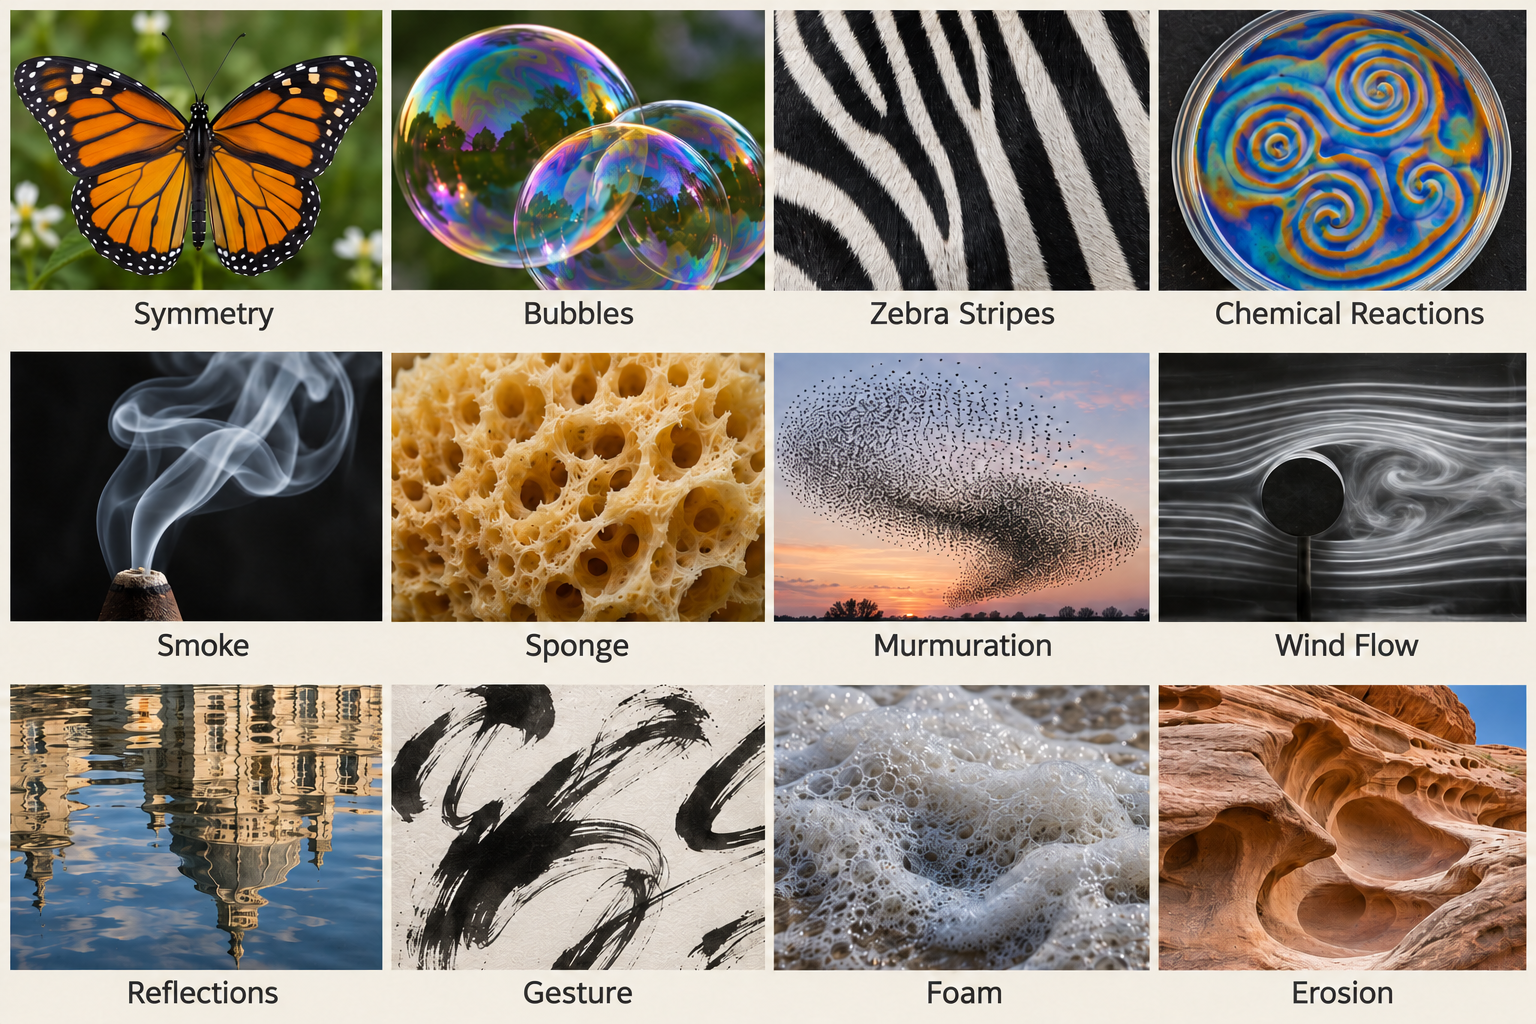 Symmetry
Bubbles
Zebra Stripes
Chemical Reactions
Smoke
Sponge
Murmuration
Wind Flow
Reflections
Gesture
Foam
Erosion